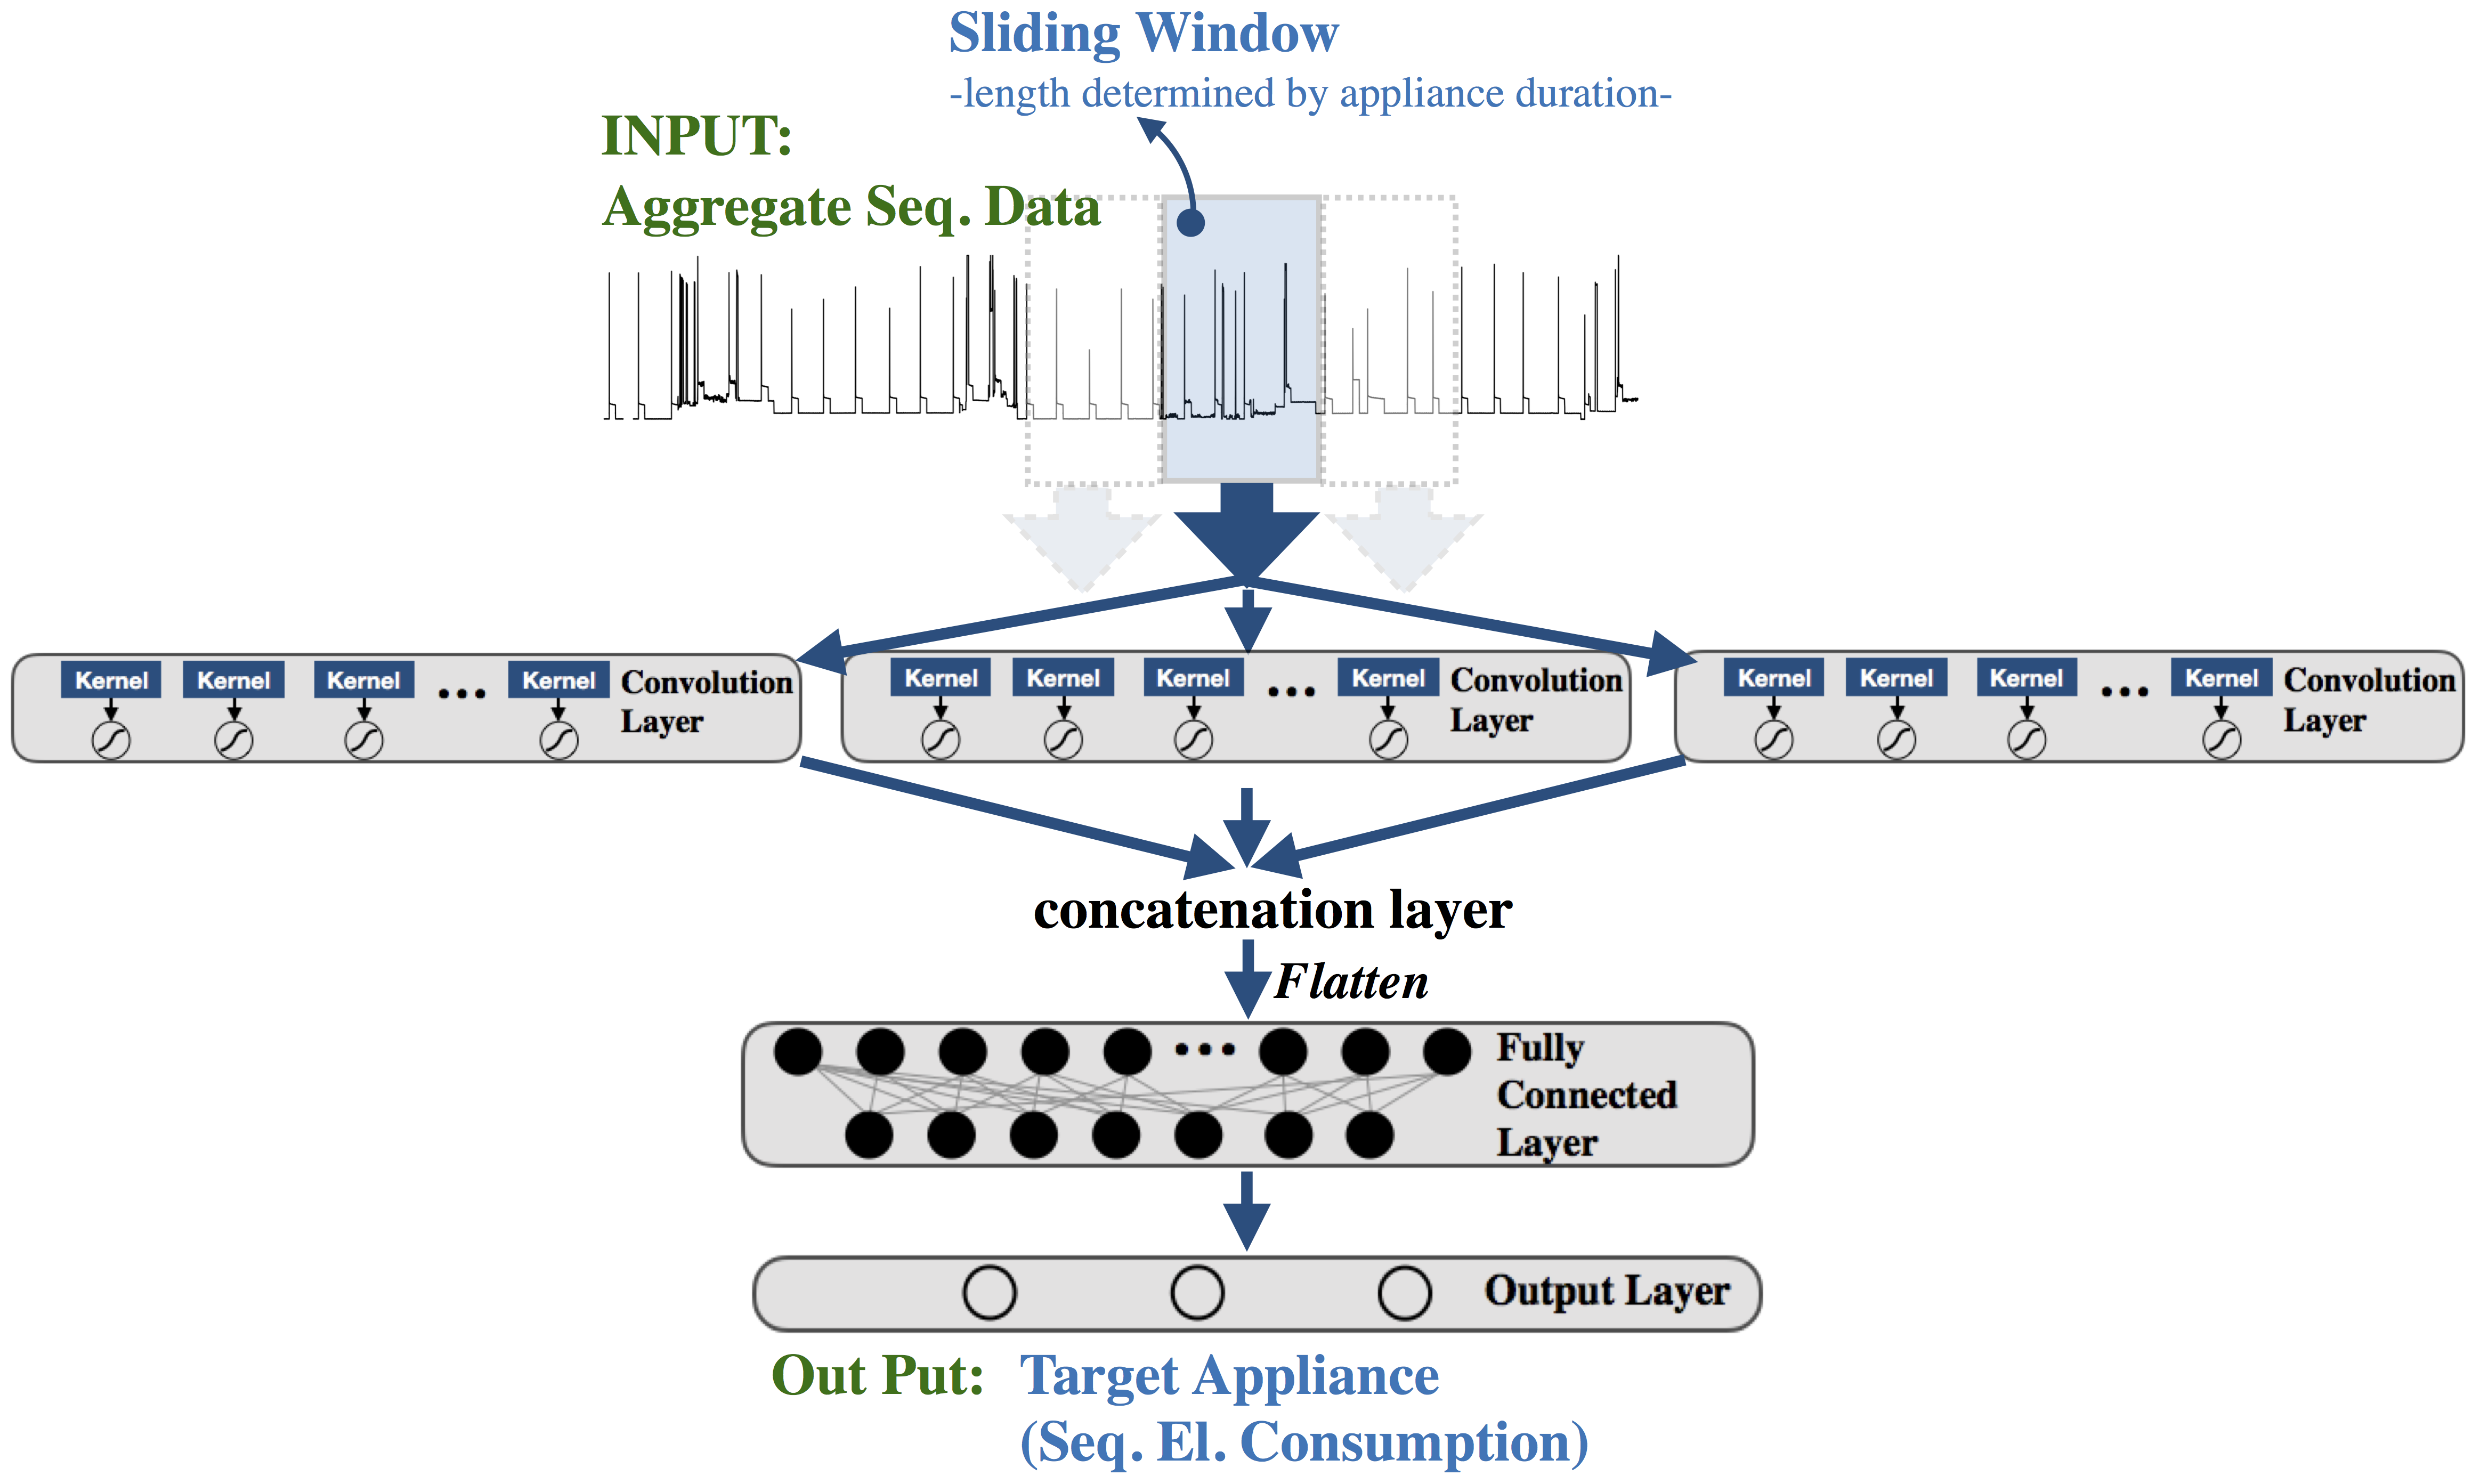 Sliding Window
-length determined by appliance duration-
INPUT:
Aggregate Seq. Data
Kernel Kernel Kernel ... Kernel Convolution
Layer
Kernel Kernel Kernel ... Kernel Convolution
Layer
Kernel Kernel Kernel ... Kernel Convolution
Layer
concatenation layer
Flatten
... Fully
Connected
Layer
Output Layer
Out Put: Target Appliance
(Seq. El. Consumption)